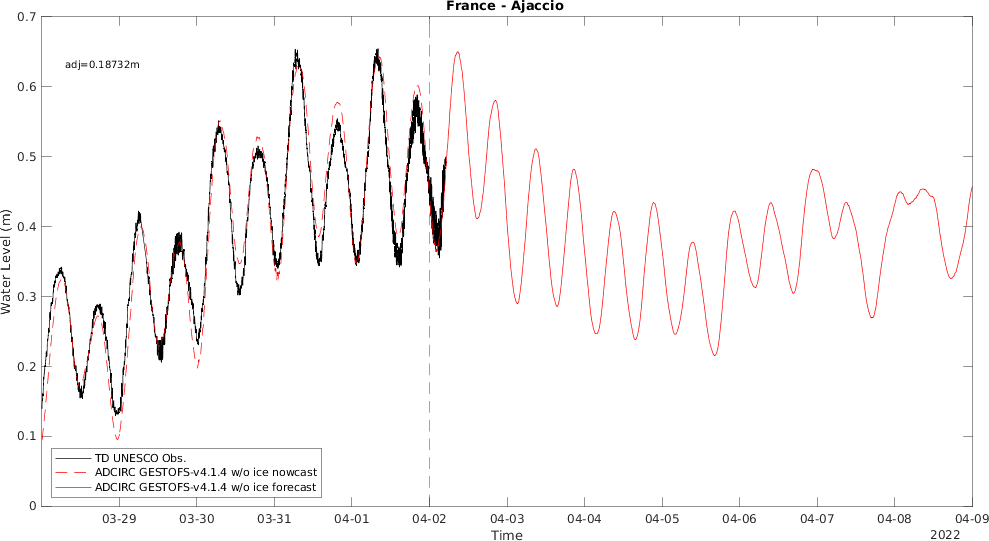 France - Ajaccio
0.7
0.6
0.5
0.4
0.3
0.2
0.1
0
Water Level (m)
adj=0.18732m
TD UNESCO Obs.
ADCIRC GESTOFS-v4.1.4 w/o ice nowcast
ADCIRC GESTOFS-v4.1.4 w/o ice forecast
03-29 03-30 03-31 04-01 04-02 04-03 04-04 04-05 04-06 04-07 04-08 04-09
Time
2022